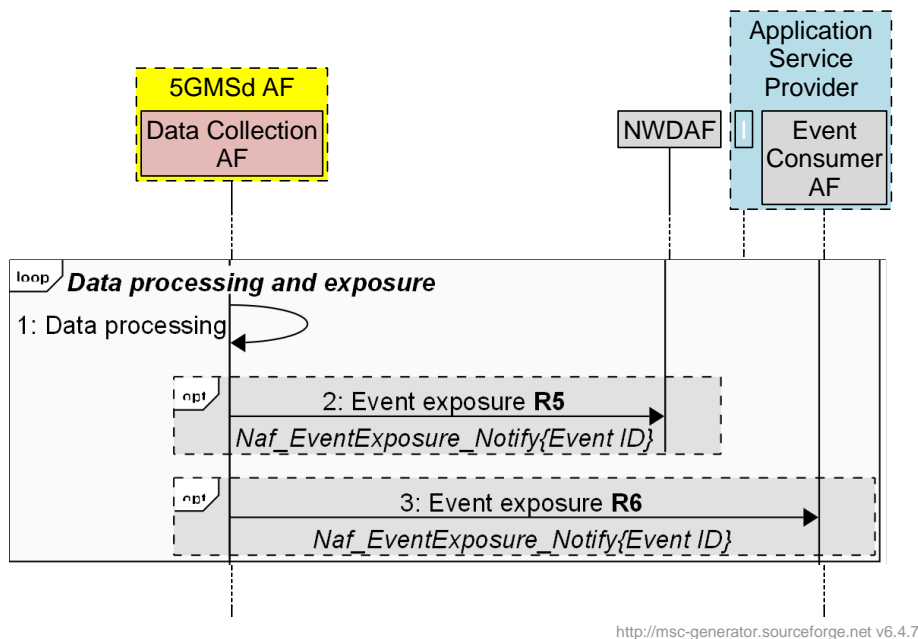 Application
Service
Provider
5GMSd AF
Data Collection
AF
NWDAF
I
Event
Consumer
AF
loop
Data processing and exposure
1: Data processing
opt
2: Event exposure R5
Naf_EventExposure_Notify{Event ID}
opt
3: Event exposure R6
Naf_EventExposure_Notify{Event ID}
http://msc-generator.sourceforge.net v6.4.7